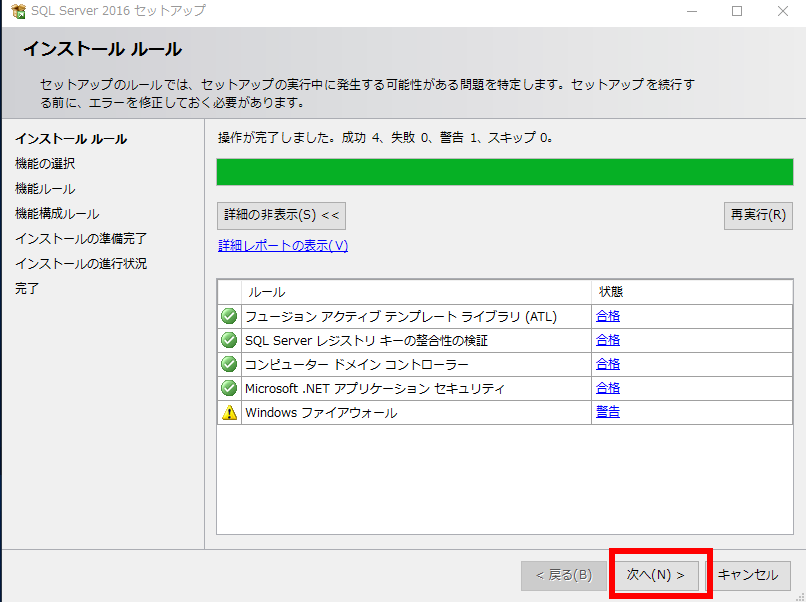 SQL Server 2016 セットアップ
インストール ルール
セットアップのルールでは、セットアップの実行中に発生する可能性がある問題を特定します。セットアップを続行す
る前に、エラーを修正しておく必要があります。
インストール ルール
機能の選択
機能ルール
機能構成ルール
インストールの準備完了
インストールの進行状況
完了
操作が完了しました。成功 4、失敗 0、警告 1、スキップ 0。
詳細の非表示(S) <<
再実行(R)
詳細レポートの表示(V)
ルール 状態
フュージョン アクティブ テンプレート ライブラリ (ATL) 合格
SQL Server レジストリ キーの整合性の検証 合格
コンピューター ドメイン コントローラー 合格
Microsoft .NET アプリケーション セキュリティ 合格
Windows ファイアウォール 警告
< 戻る(B) 次へ(N) > キャンセル